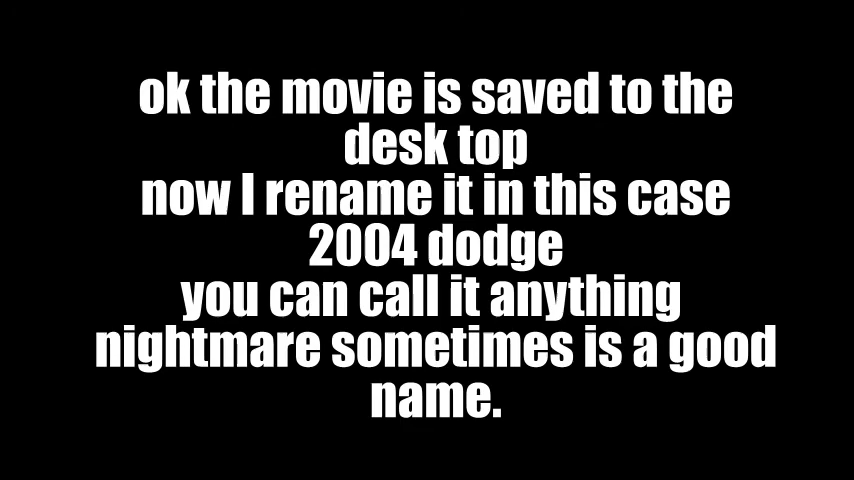 ok the movie is saved to the
desk top
now I rename it in this case
2004 dodge
you can call it anything
nightmare sometimes is a good
name.